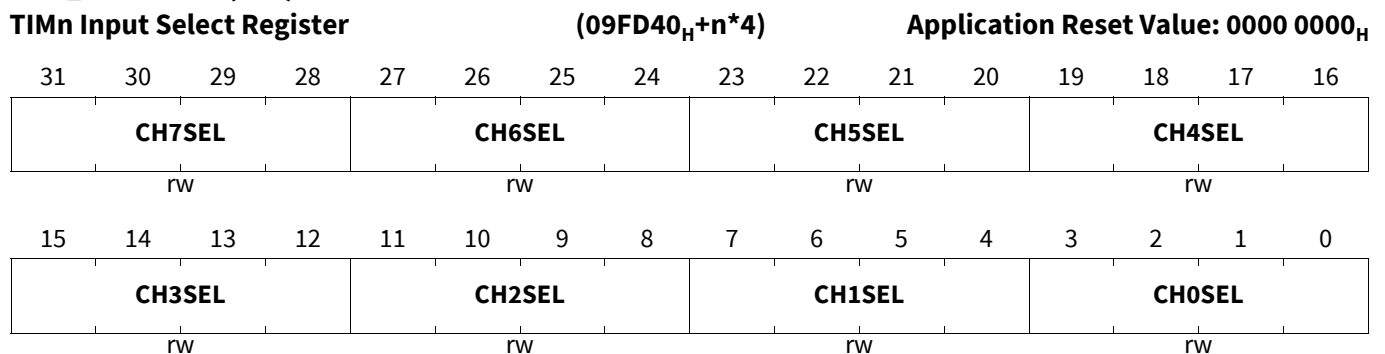 TIMn Input Select Register (09FD40H+n*4) Application Reset Value: 0000 0000H
31 30 29 28 27 26 25 24 23 22 21 20 19 18 17 16
CH7SEL CH6SEL CH5SEL CH4SEL
rw rw rw rw
15 14 13 12 11 10 9 8 7 6 5 4 3 2 1 0
CH3SEL CH2SEL CH1SEL CH0SEL
rw rw rw rw